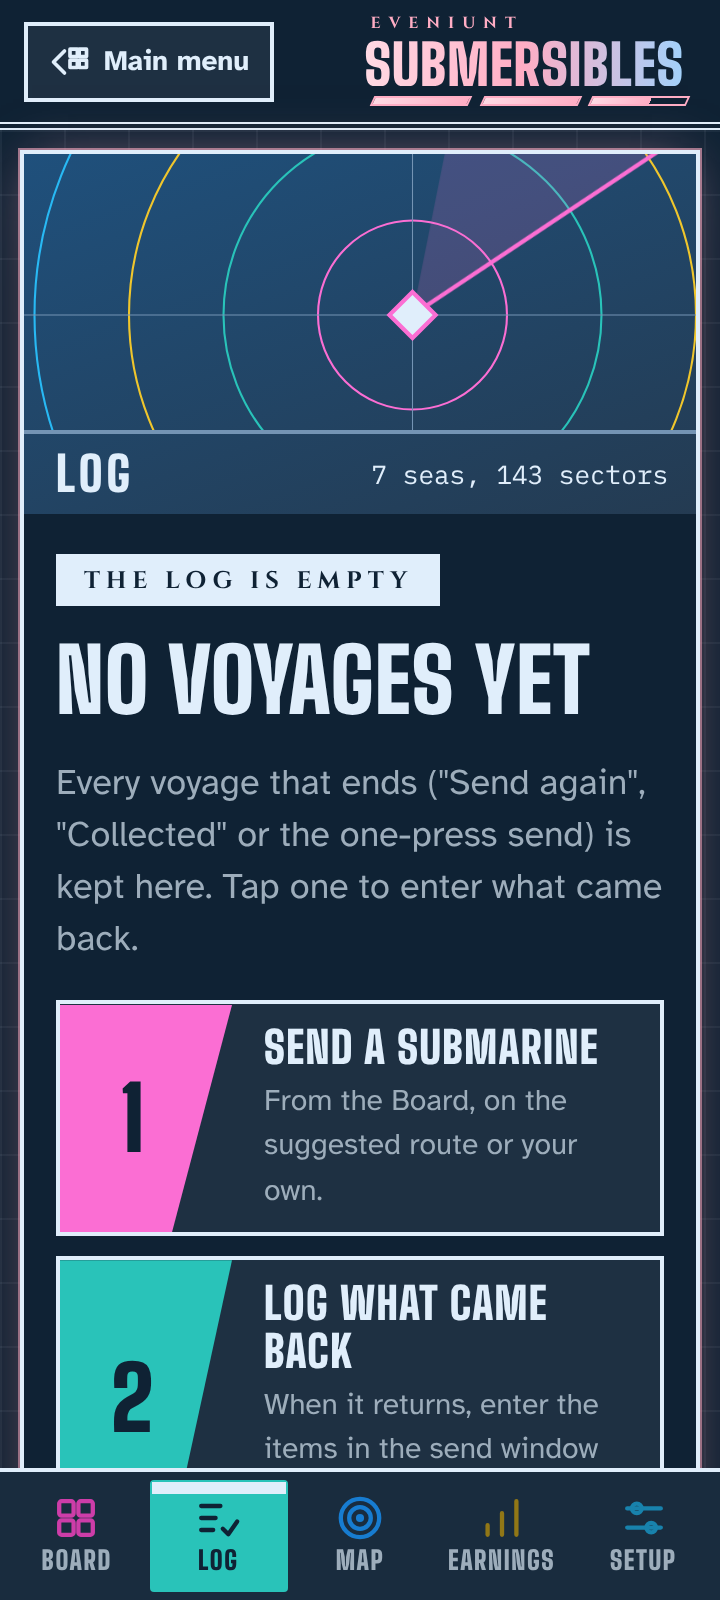 Main menu
EVENIUNT
SUBMERSIBLES
LOG
7 seas, 143 sectors
THE LOG IS EMPTY
NO VOYAGES YET
Every voyage that ends ("Send again",
"Collected" or the one-press send) is
kept here. Tap one to enter what came
back.
1
SEND A SUBMARINE
From the Board, on the
suggested route or your
own.
2
LOG WHAT CAME
BACK
When it returns, enter the
items in the send window
BOARD
LOG
MAP
EARNINGS
SETUP